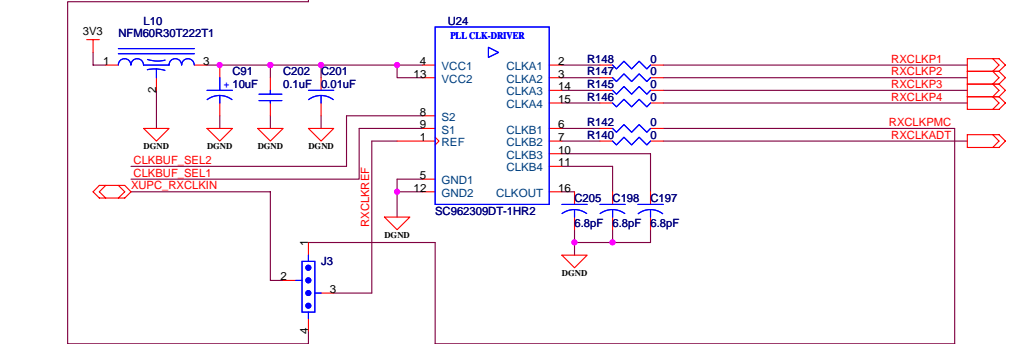 L10
NFM60R30T222T1
3V3
1
3
2
C91
+ 10uF
C202
0.1uF
C201
0.01uF
DGND
DGND
DGND
DGND
U24
PLL CLK-DRIVER
4 VCC1
13 VCC2
8 S2
9 S1
1 REF
5 GND1
12 GND2
CLKA1 2
CLKA2 3
CLKA3 14
CLKA4 15
CLKB1 6
CLKB2 7
CLKB3 10
CLKB4 11
CLKOUT 16
SC962309DT-1HR2
R148 0 RXCLKP1
R147 0 RXCLKP2
R145 0 RXCLKP3
R146 0 RXCLKP4
R142 0 RXCLKPMC
R140 0 RXCLKADT
CLKBUF_SEL2
CLKBUF_SEL1
XUPC_RXCLKIN
RXCLKREF
DGND
C205
6.8pF
C198
6.8pF
C197
6.8pF
DGND
J3
1
2
3
4